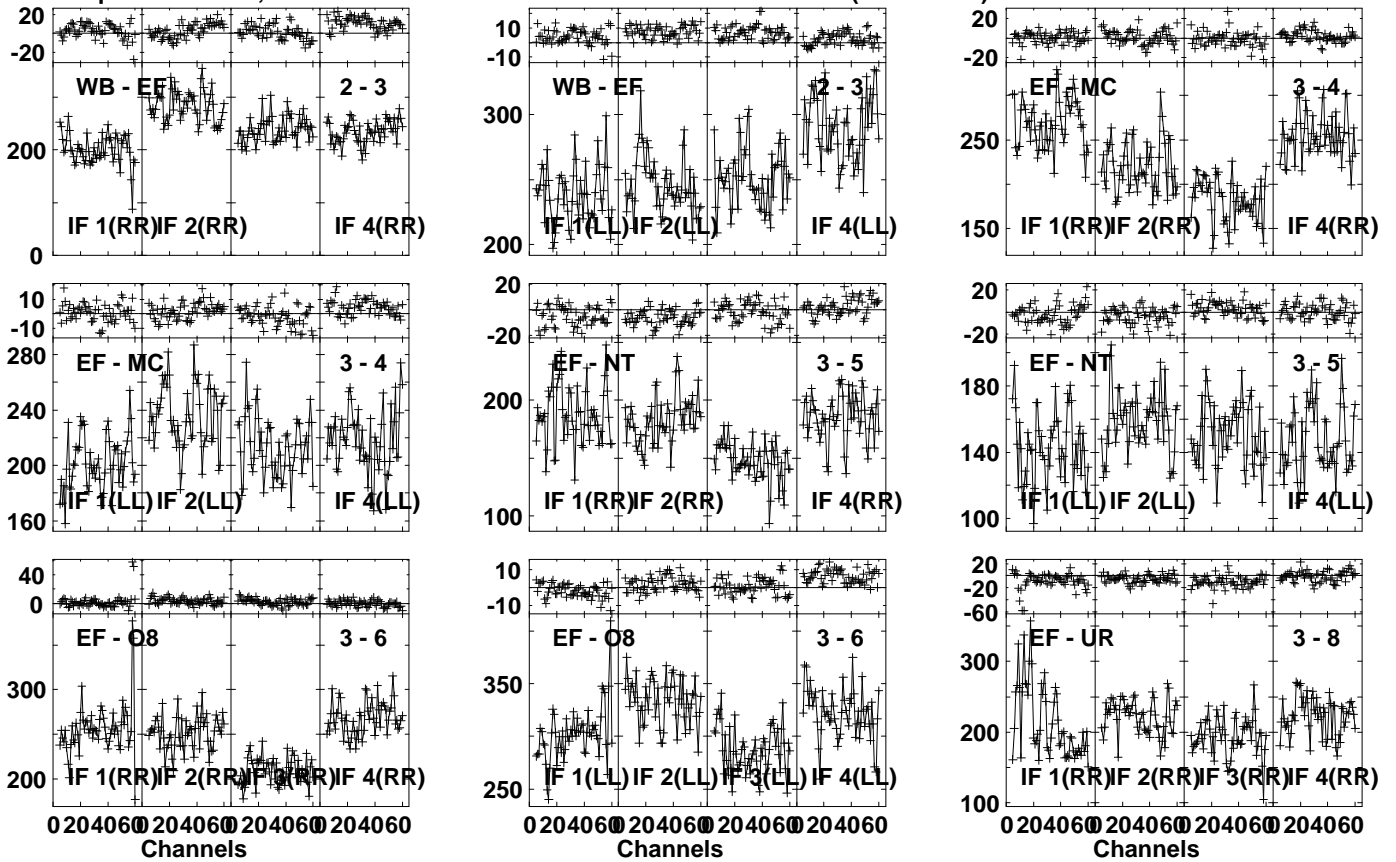 20 10 20
-20 -10 -20
WB - EF 2 - 3 WB - EF 2 - 3 EF - MC 3 - 4
300 250
200
IF 1(RR) IF 2(RR) IF 4(RR) IF 1(LL) IF 2(LL) IF 4(LL) IF 1(RR) IF 2(RR) IF 4(RR)
0 200 150
10 20 20
-10 -20 -20
280 EF - MC 3 - 4 EF - NT 3 - 5 EF - NT 3 - 5
240 200 180
200 140
IF 1(LL) IF 2(LL) IF 4(LL) IF 1(RR) IF 2(RR) IF 4(RR) IF 1(LL) IF 2(LL) IF 4(LL)
160 100 100
40 10 20
0 -10 -20
-60
EF - O8 3 - 6 EF - O8 3 - 6 EF - UR 3 - 8
300 350 300
200 200
IF 1(RR) IF 2(RR) IF 3(RR) IF 4(RR) IF 1(LL) IF 2(LL) IF 3(LL) IF 4(LL) IF 1(RR) IF 2(RR) IF 3(RR) IF 4(RR)
250 100
0 20 40 60 0 20 40 60 0 20 40 60 0 20 40 60 0 20 40 60 0 20 40 60 0 20 40 60 0 20 40 60 0 20 40 60 0 20 40 60 0 20 40 60 0 20 40 60
Channels Channels Channels